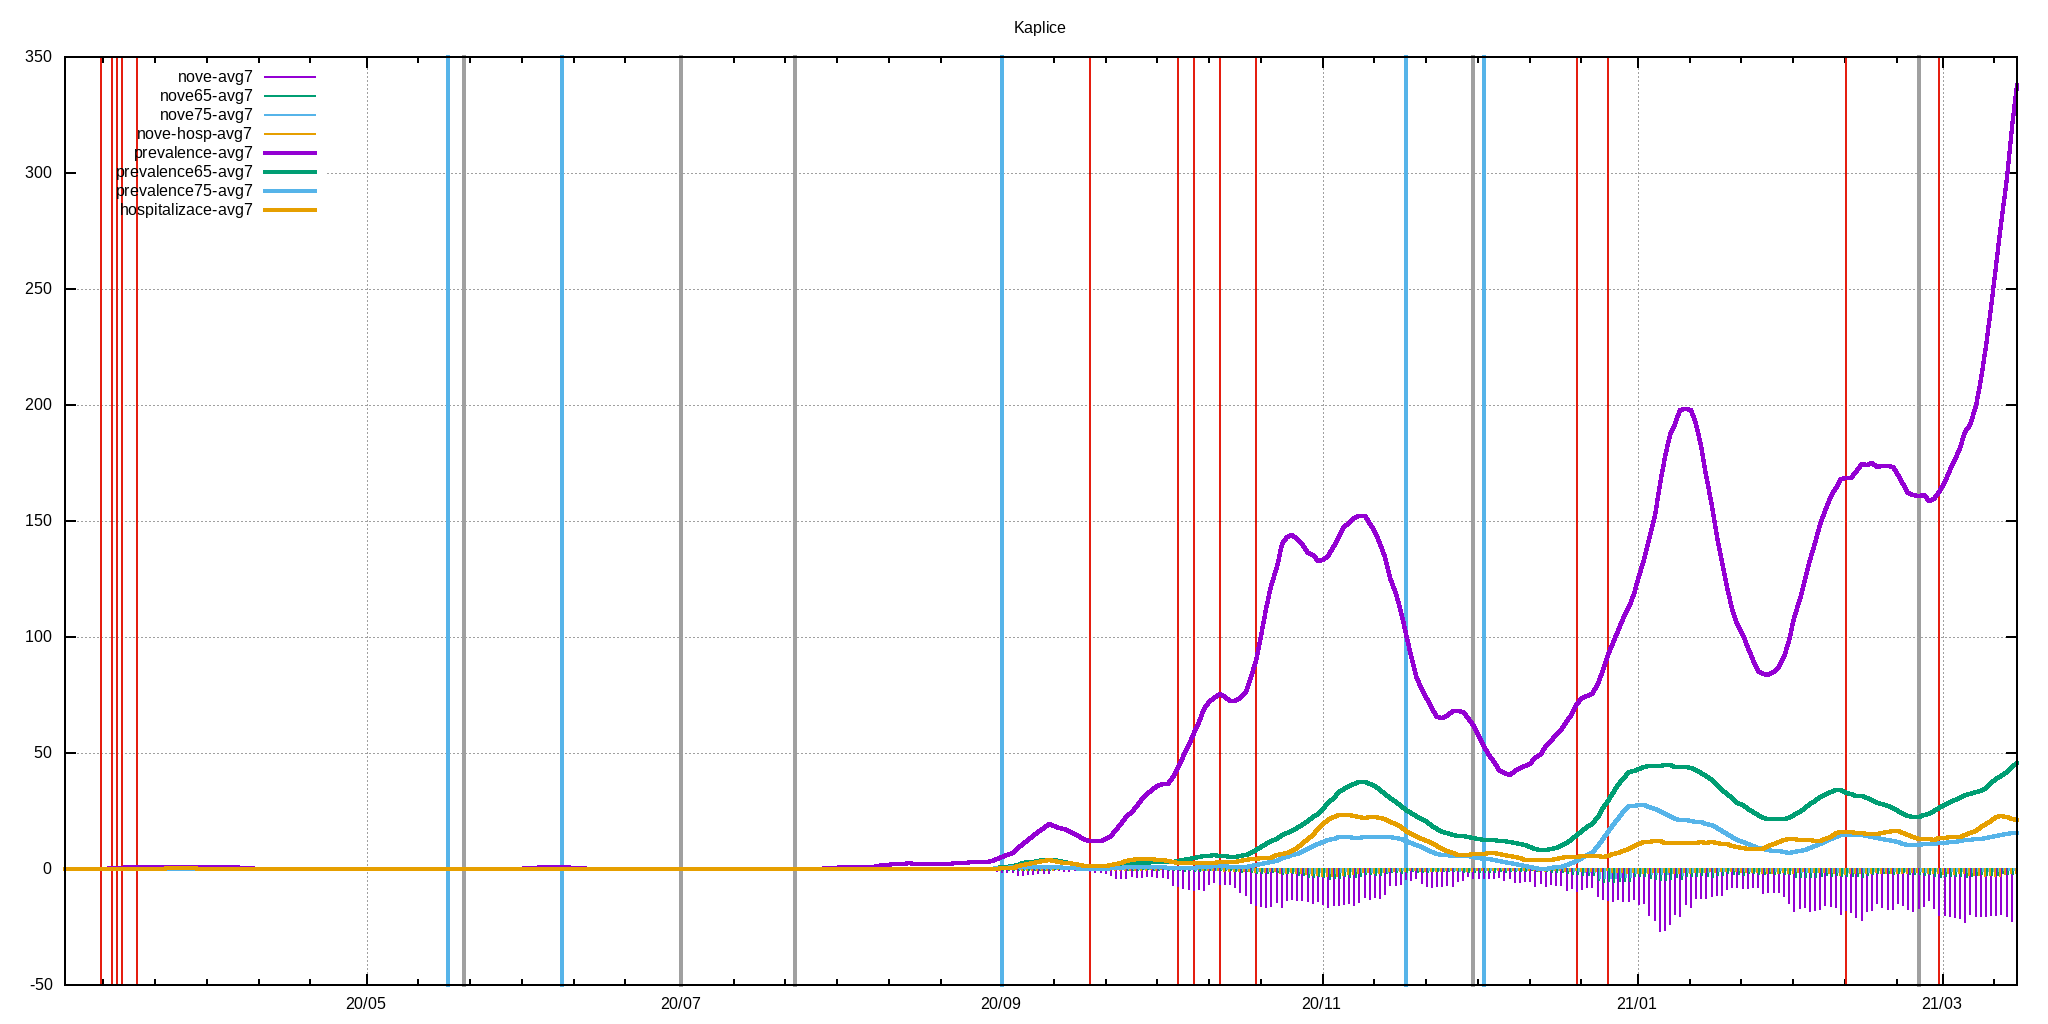 Kaplice
350
300
250
200
150
100
50
0
-50
nove-avg7
nove65-avg7
nove75-avg7
nove-hosp-avg7
prevalence-avg7
prevalence65-avg7
prevalence75-avg7
hospitalizace-avg7
20/05 20/07 20/09 20/11 21/01 21/03